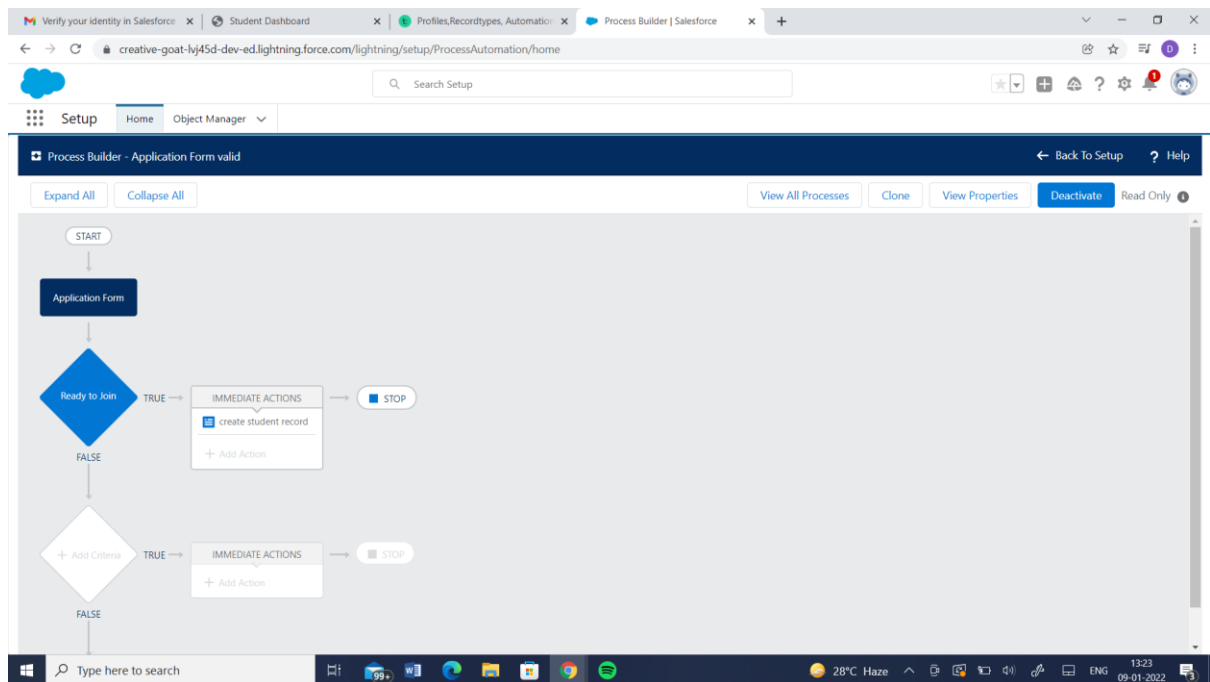 Verify your identity in Salesforce
Student Dashboard
Profiles,Recordtypes, Automation
Process Builder | Salesforce
creative-goat-lvj45d-dev-ed.lightning.force.com/lightning/setup/ProcessAutomation/home
D
Search Setup
1
Setup Home Object Manager
Process Builder - Application Form valid
Back To Setup ? Help
Expand All Collapse All View All Processes Clone View Properties Deactivate Read Only
START
Application Form
Ready to Join TRUE IMMEDIATE ACTIONS STOP
create student record
+ Add Action
FALSE
+ Add Criteria TRUE IMMEDIATE ACTIONS STOP
+ Add Action
FALSE
Type here to search 99+ 28°C Haze ENG 13:23
09-01-2022 3